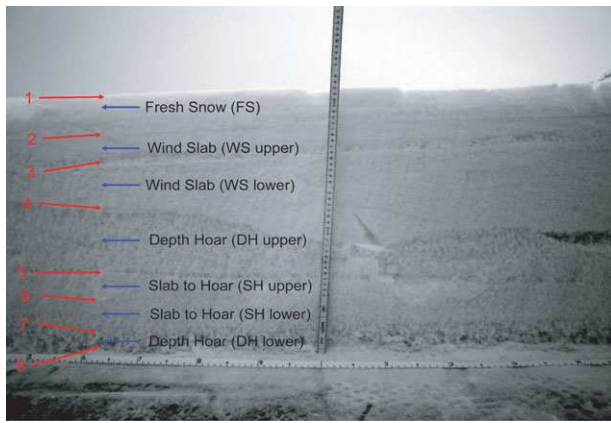 1
Fresh Snow (FS)
2
Wind Slab (WS upper)
3
Wind Slab (WS lower)
4
Depth Hoar (DH upper)
5
Slab to Hoar (SH upper)
6
Slab to Hoar (SH lower)
7
Depth Hoar (DH lower)
8